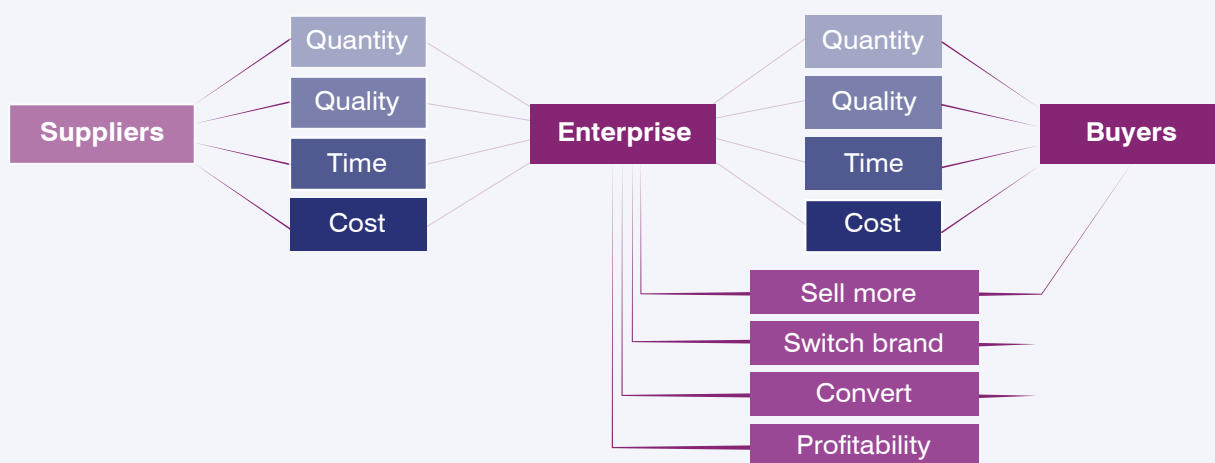 Suppliers
Quantity
Quality
Time
Cost
Enterprise
Quantity
Quality
Time
Cost
Buyers
Sell more
Switch brand
Convert
Profitability